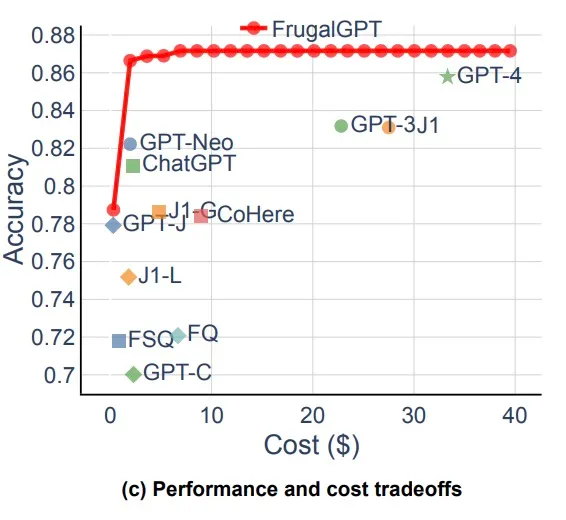 0.88
FrugalGPT
0.86
GPT-4
0.84
GPT-3
J1
0.82
GPT-Neo
ChatGPT
0.8
J1-G
CoHere
0.78
GPT-J
0.76
J1-L
0.74
0.72
FSQ
FQ
0.7
GPT-C
Accuracy
0
10
20
30
40
Cost ($)
(c) Performance and cost tradeoffs